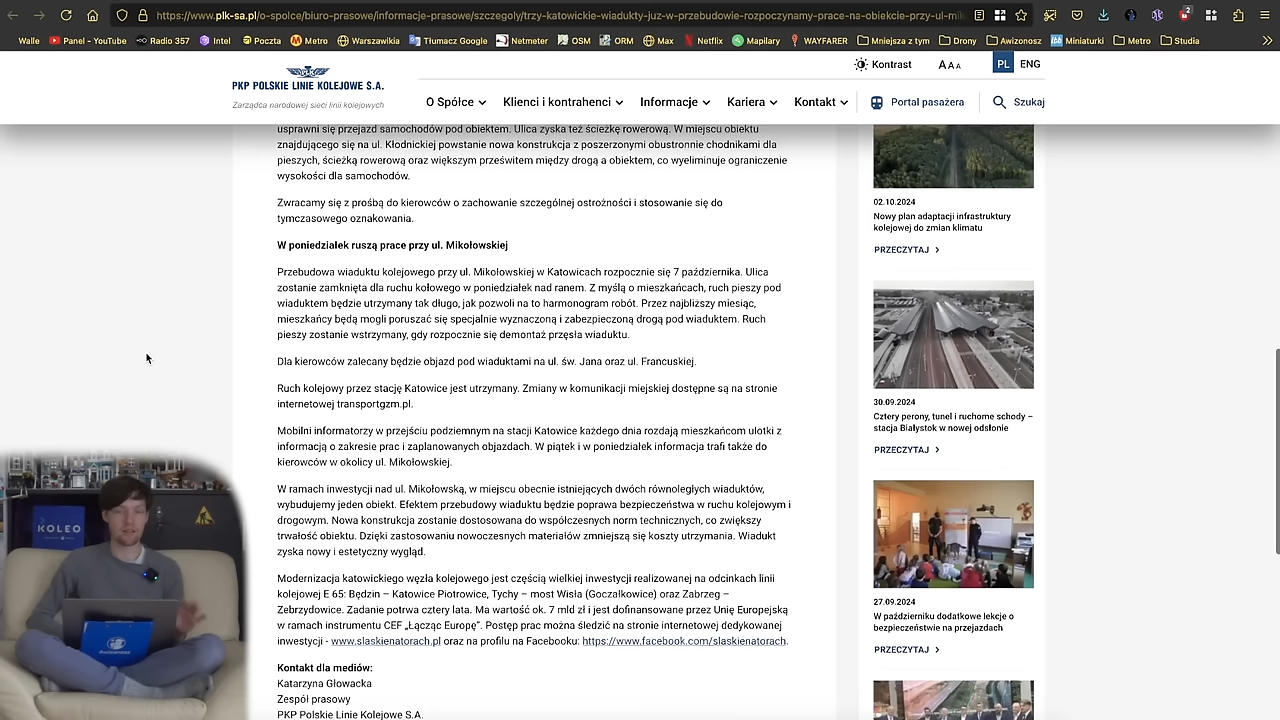 https://www.plk-sa.pl/o-spolce/biuro-prasowe/informacje-prasowe/szczegoly/trzy-katowickie-wiadukty-juz-w-przebudowie-rozpoczynamy-prace-na-obiekcie-przy-ul-mik
Walle Panel - YouTube Radio 357 Intel Poczta Metro Warszawikia Tłumacz Google Netmeter OSM ORM Max Netflix Mapilary WAYFARER Mniejsza z tym Drony Awizonosz Miniaturki Metro Studia
Kontrast AAA PL ENG
PKP POLSKIE LINIE KOLEJOWE S.A.
Zarządca narodowej sieci linii kolejowych
O Spółce Klienci i kontrahenci Informacje Kariera Kontakt Portal pasażera Szukaj
usprawni się przejazd samochodów pod obiektem. Ulica zyska też ścieżkę rowerową. W miejscu obiektu
znajdującego się na ul. Kłodnickiej powstanie nowa konstrukcja z poszerzonymi obustronnie chodnikami dla
pieszych, ścieżką rowerową oraz większym prześwitem między drogą a obiektem, co wyeliminuje ograniczenie
wysokości dla samochodów.
Zwracamy się z prośbą do kierowców o zachowanie szczególnej ostrożności i stosowanie się do
tymczasowego oznakowania.
W poniedziałek ruszą prace przy ul. Mikołowskiej
Przebudowa wiaduktu kolejowego przy ul. Mikołowskiej w Katowicach rozpocznie się 7 października. Ulica
zostanie zamknięta dla ruchu kołowego w poniedziałek nad ranem. Z myślą o mieszkańcach, ruch pieszy pod
wiaduktem będzie utrzymany tak długo, jak pozwoli na to harmonogram robót. Przez najbliższy miesiąc,
mieszkańcy będą mogli poruszać się specjalnie wyznaczoną i zabezpieczoną drogą pod wiaduktem. Ruch
pieszy zostanie wstrzymany, gdy rozpocznie się demontaż przęsła wiaduktu.
Dla kierowców zalecany będzie objazd pod wiaduktami na ul. św. Jana oraz ul. Francuskiej.
Ruch kolejowy przez stację Katowice jest utrzymany. Zmiany w komunikacji miejskiej dostępne są na stronie
internetowej transportgzm.pl.
Mobilni informatorzy w przejściu podziemnym na stacji Katowice każdego dnia rozdają mieszkańcom ulotki z
informacją o zakresie prac i zaplanowanych objazdach. W piątek i w poniedziałek informacja trafi także do
kierowców w okolicy ul. Mikołowskiej.
W ramach inwestycji nad ul. Mikołowską, w miejscu obecnie istniejących dwóch równoległych wiaduktów,
wybudujemy jeden obiekt. Efektem przebudowy wiaduktu będzie poprawa bezpieczeństwa w ruchu kolejowym i
drogowym. Nowa konstrukcja zostanie dostosowana do współczesnych norm technicznych, co zwiększy
trwałość obiektu. Dzięki zastosowaniu nowoczesnych materiałów zmniejszą się koszty utrzymania. Wiadukt
zyska nowy i estetyczny wygląd.
Modernizacja katowickiego węzła kolejowego jest częścią wielkiej inwestycji realizowanej na odcinkach linii
kolejowej E 65: Będzin – Katowice Piotrowice, Tychy – most Wisła (Goczałkowice) oraz Zabrzeg –
Zebrzydowice. Zadanie potrwa cztery lata. Ma wartość ok. 7 mld zł i jest dofinansowane przez Unię Europejską
w ramach instrumentu CEF „Łącząc Europę”. Postęp prac można śledzić na stronie internetowej dedykowanej
inwestycji - www.slaskienatorach.pl oraz na profilu na Facebooku: https://www.facebook.com/slaskienatorach.
Kontakt dla mediów:
Katarzyna Głowacka
Zespół prasowy
PKP Polskie Linie Kolejowe S.A.
02.10.2024
Nowy plan adaptacji infrastruktury
kolejowej do zmian klimatu
PRZECZYTAJ
30.09.2024
Cztery perony, tunel i ruchome schody –
stacja Białystok w nowej odsłonie
PRZECZYTAJ
27.09.2024
W październiku dodatkowe lekcje o
bezpieczeństwie na przejazdach
PRZECZYTAJ
KOLEO